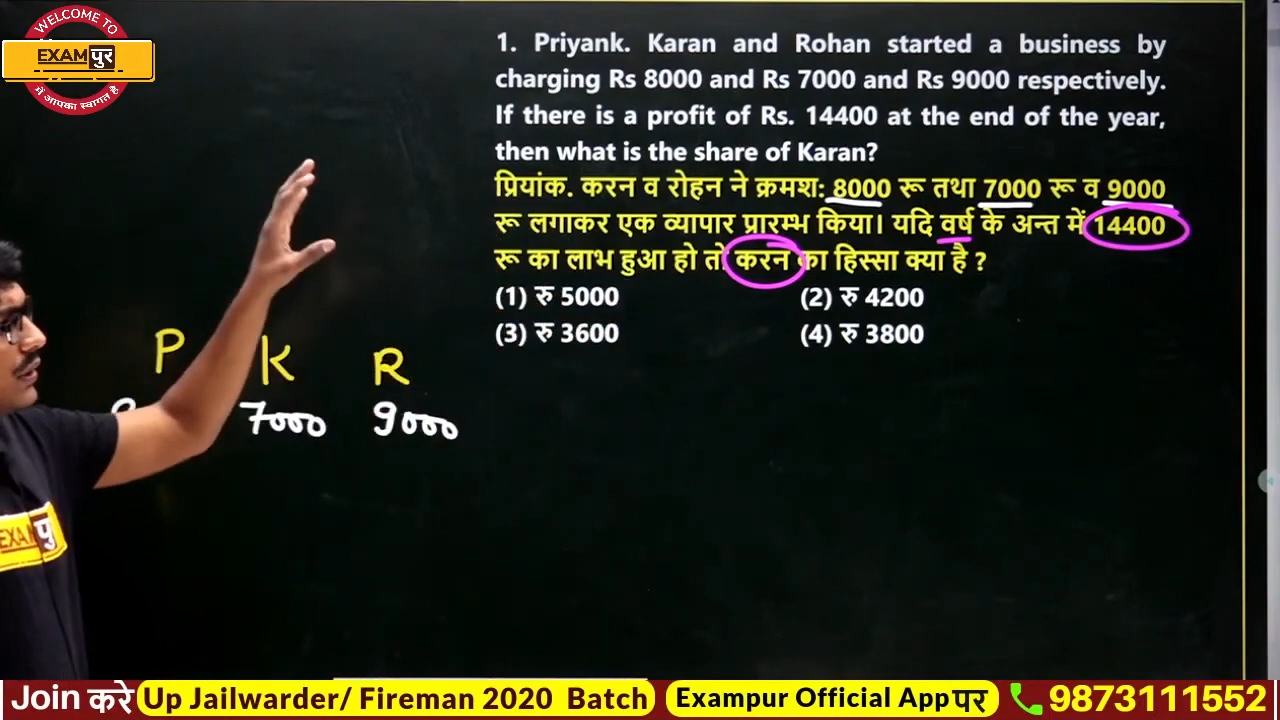 WELCOME TO
EXAMपुर
में आपका स्वागत है
1. Priyank. Karan and Rohan started a business by
charging Rs 8000 and Rs 7000 and Rs 9000 respectively.
If there is a profit of Rs. 14400 at the end of the year,
then what is the share of Karan?
प्रियांक. करन व रोहन ने क्रमश: 8000 रू तथा 7000 रू व 9000
रू लगाकर एक व्यापार प्रारम्भ किया। यदि वर्ष के अन्त में 14400
रू का लाभ हुआ हो तो करन का हिस्सा क्या है ?
(1) रु 5000 (2) रु 4200
(3) रु 3600 (4) रु 3800
P K R
7000 9000
EXAMपु
Join करे Up Jailwarder/ Fireman 2020 Batch Exampur Official App पर 9873111552